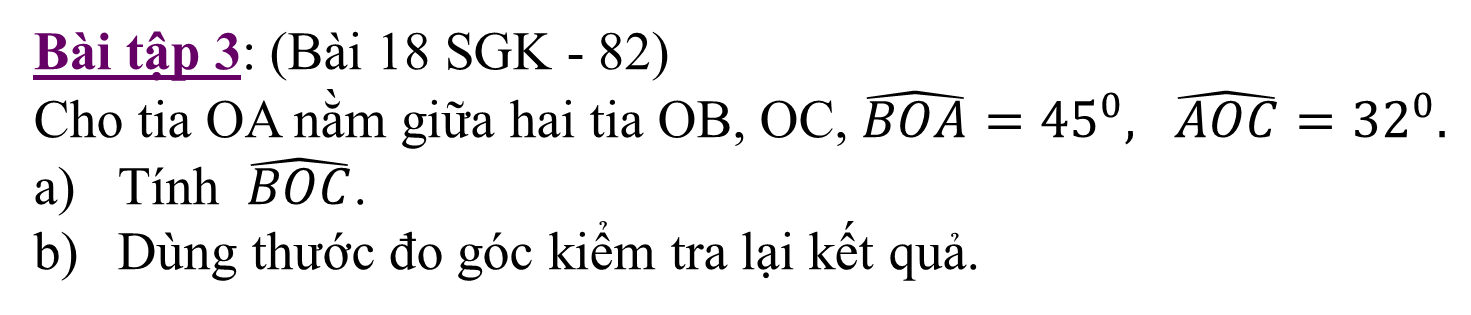 Bài tập 3: (Bài 18 SGK - 82)
Cho tia OA nằm giữa hai tia OB, OC, $\widehat{BOA} = 45^0$, $\widehat{AOC} = 32^0$.
a) Tính $\widehat{BOC}$.
b) Dùng thước đo góc kiểm tra lại kết quả.